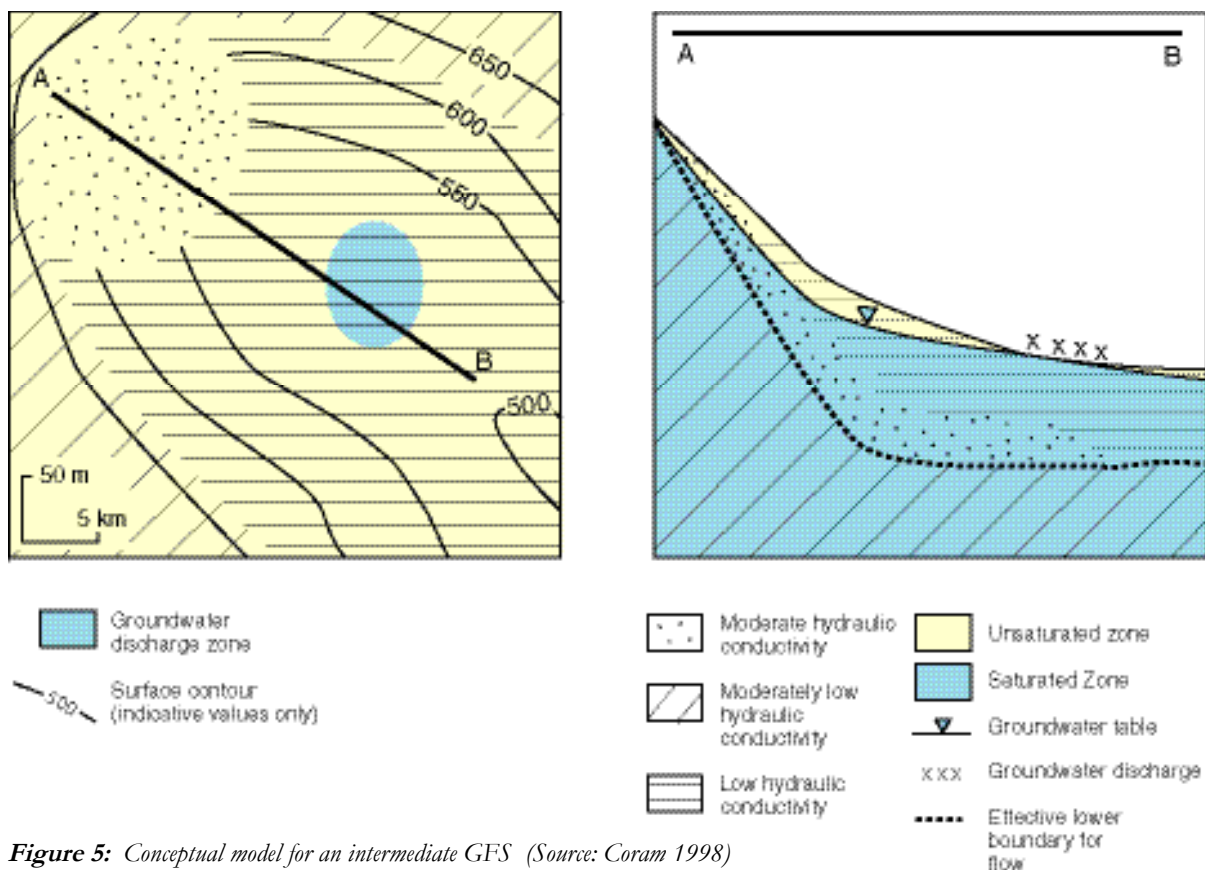 A
B
650
600
550
500
50 m
5 km
A
B
x x x x
Groundwater
discharge zone
500
Surface contour
(indicative values only)
Moderate hydraulic
conductivity
Moderately low
hydraulic
conductivity
Low hydraulic
conductivity
Unsaturated zone
Saturated Zone
Groundwater table
xxx Groundwater discharge
Effective lower
boundary for
flow
Figure 5: Conceptual model for an intermediate GFS (Source: Coram 1998)